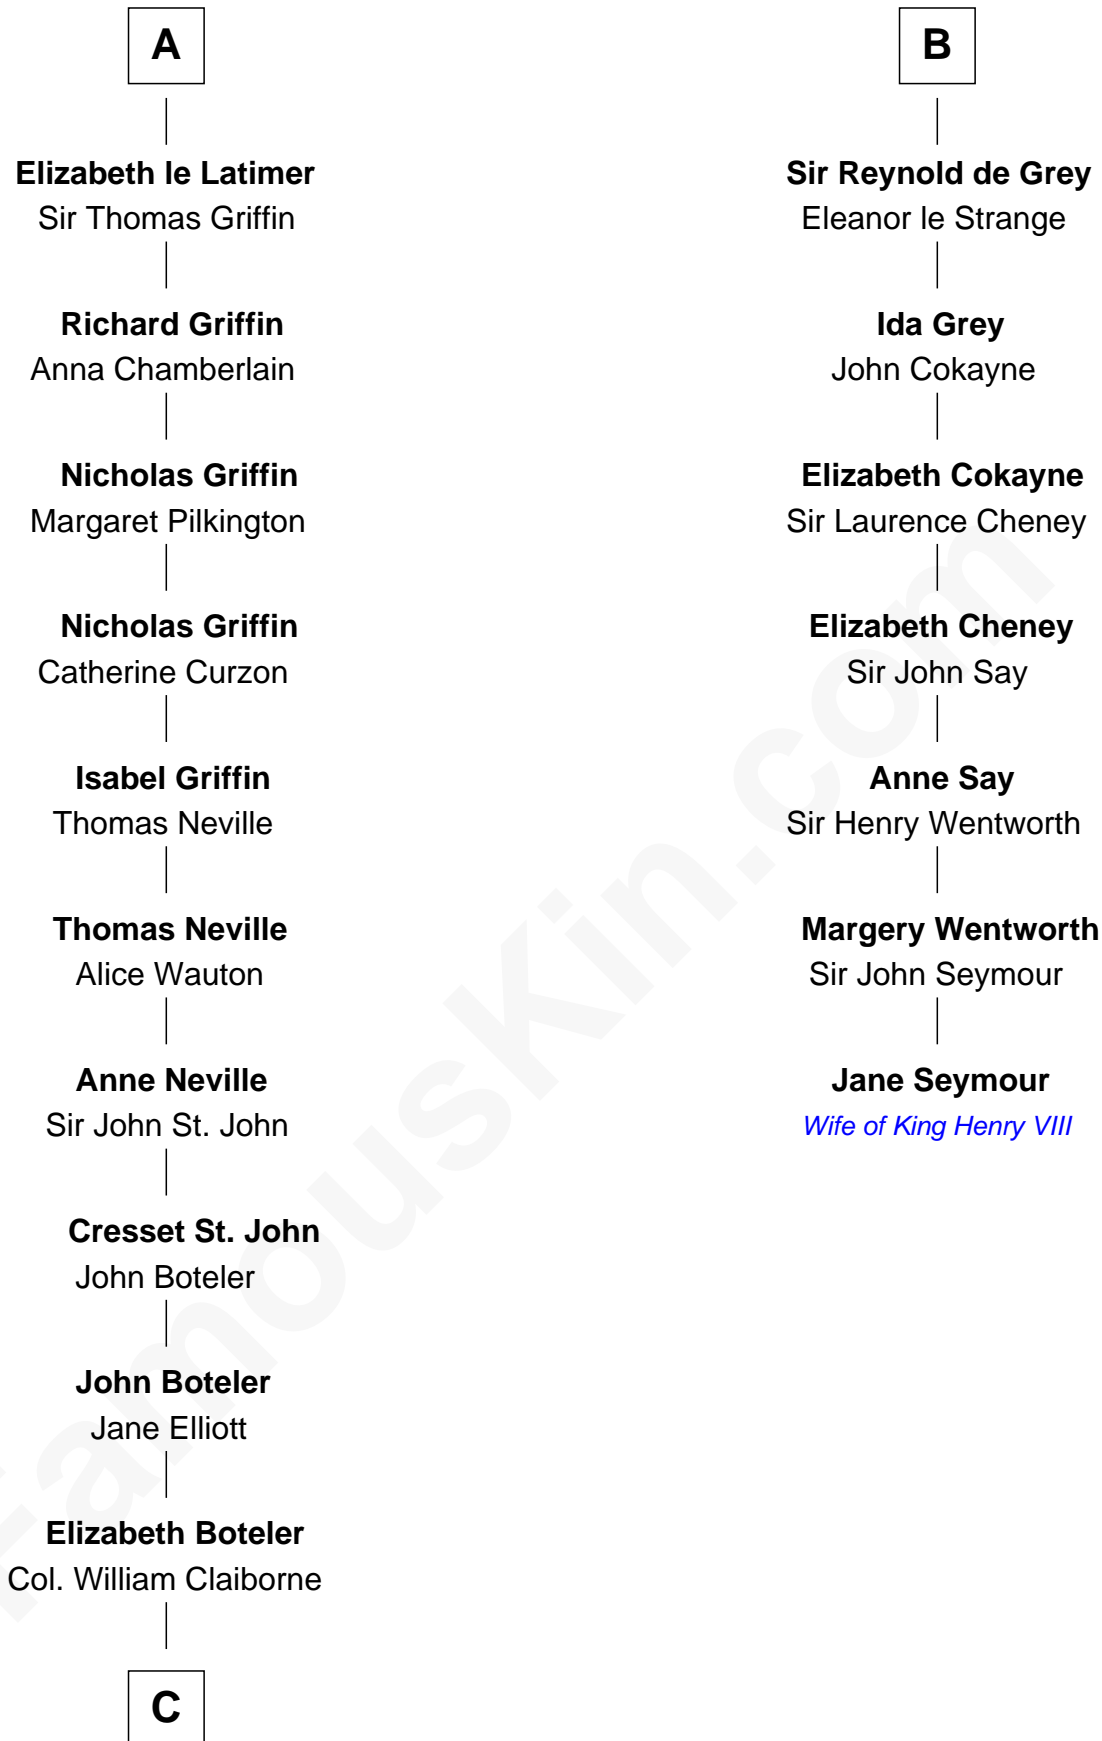 A
Elizabeth le Latimer
Sir Thomas Griffin
Richard Griffin
Anna Chamberlain
Nicholas Griffin
Margaret Pilkington
Nicholas Griffin
Catherine Curzon
Isabel Griffin
Thomas Neville
Thomas Neville
Alice Wauton
Anne Neville
Sir John St. John
Cresset St. John
John Boteler
John Boteler
Jane Elliott
Elizabeth Boteler
Col. William Claiborne
C
B
Sir Reynold de Grey
Eleanor le Strange
Ida Grey
John Cokayne
Elizabeth Cokayne
Sir Laurence Cheney
Elizabeth Cheney
Sir John Say
Anne Say
Sir Henry Wentworth
Margery Wentworth
Sir John Seymour
Jane Seymour
Wife of King Henry VIII
FamousKin.com